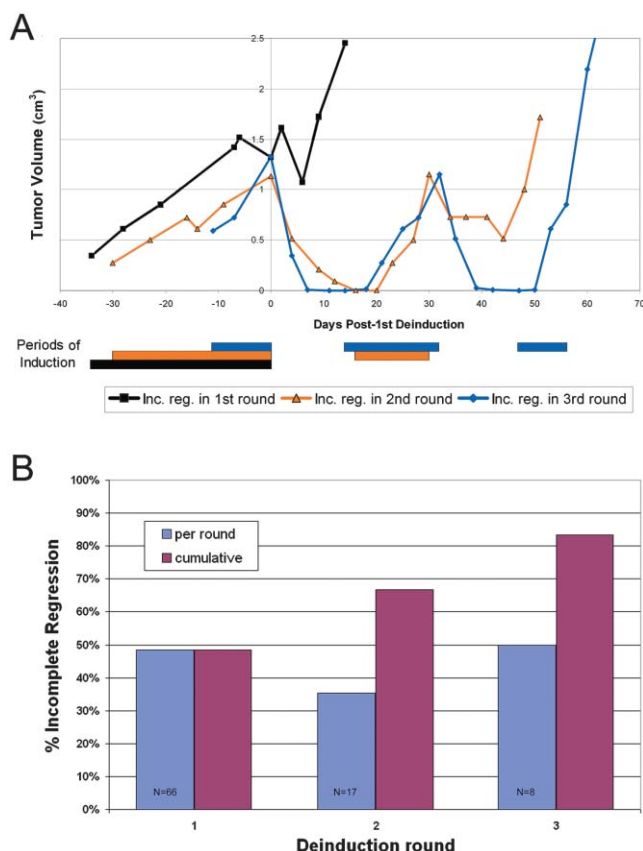 A
Tumor Volume (cm³)
2.5
2
1.5
1
0.5
0
-40 -30 -20 -10 0 10 20 30 40 50 60 70
Days Post-1st Deinduction
Periods of
Induction
Inc. reg. in 1st round Inc. reg. in 2nd round Inc. reg. in 3rd round
B
% Incomplete Regression
100%
90%
80%
70%
60%
50%
40%
30%
20%
10%
0%
per round
cumulative
N=66 N=17 N=8
1 2 3
Deinduction round